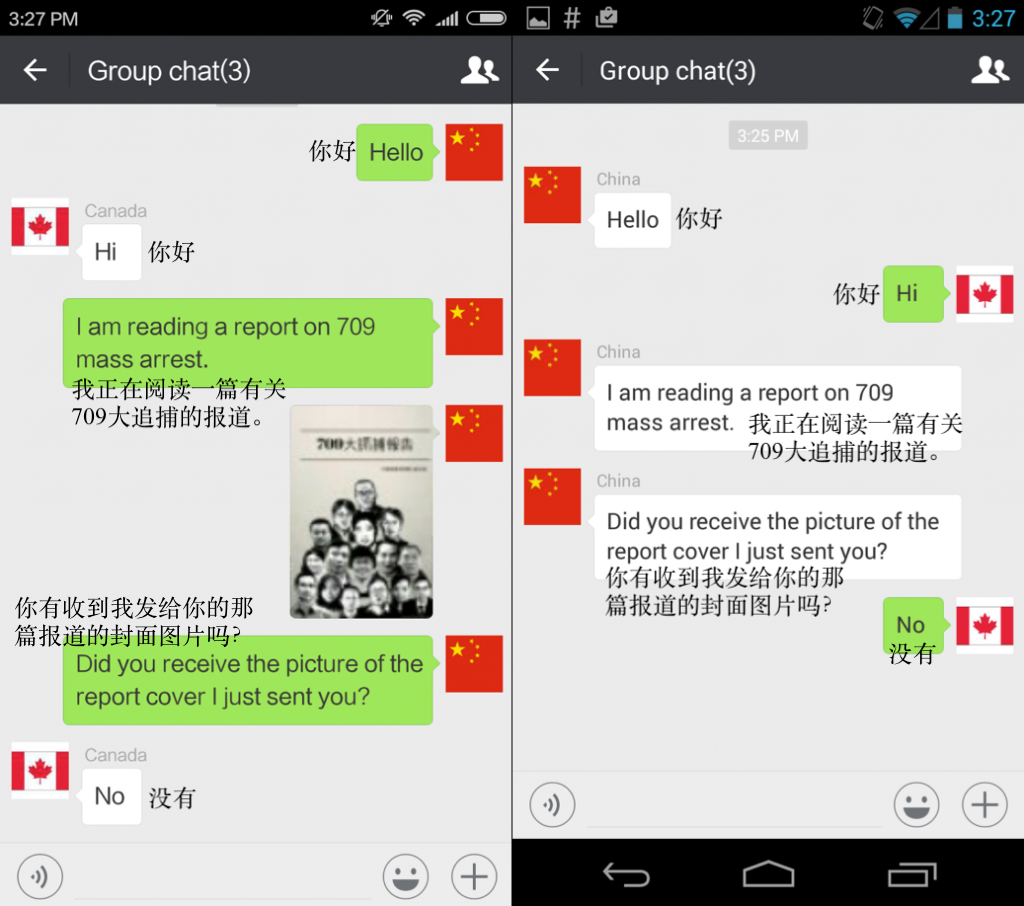 3:27 PM
Group chat(3)
你好 Hello
Canada
Hi 你好
I am reading a report on 709
mass arrest.
我正在阅读一篇有关
709大追捕的报道。
709大抓捕報告
你有收到我发给你的那
篇报道的封面图片吗?
Did you receive the picture of the
report cover I just sent you?
Canada
No 没有
3:27
Group chat(3)
3:25 PM
China
Hello 你好
你好 Hi
China
I am reading a report on 709
mass arrest.
我正在阅读一篇有关
709大追捕的报道。
China
Did you receive the picture of the
report cover I just sent you?
你有收到我发给你的那
篇报道的封面图片吗?
No
没有